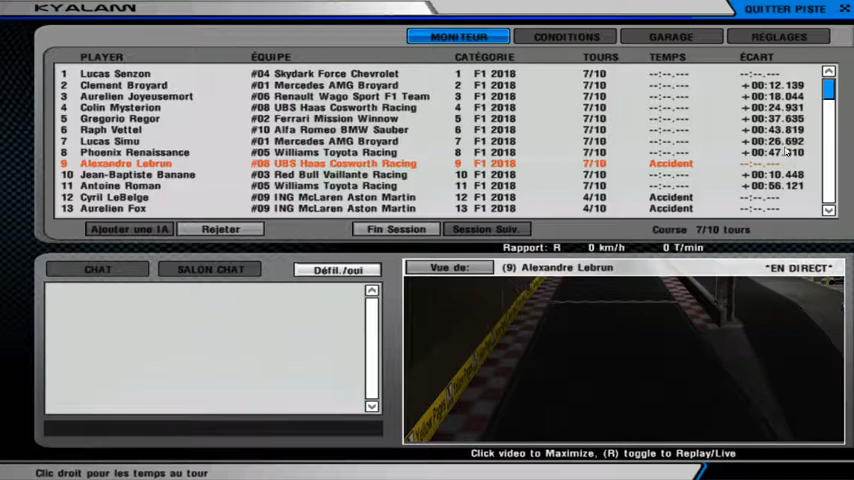 KYALAMI QUITTER PISTE
MONITEUR CONDITIONS GARAGE RÉGLAGES
PLAYER ÉQUIPE CATÉGORIE TOURS TEMPS ÉCART
1 Lucas Senzon #04 Skydark Force Chevrolet 1 F1 2018 7/10 --:--.--- --:--.---
2 Clement Broyard #01 Mercedes AMG Broyard 2 F1 2018 7/10 --:--.--- +00:12.139
3 Aurelien Joyeusemort #06 Renault Wago Sport F1 Team 3 F1 2018 7/10 --:--.--- +00:18.044
4 Colin Mysterion #08 UBS Haas Cosworth Racing 4 F1 2018 7/10 --:--.--- +00:24.931
5 Gregorio Regor #02 Ferrari Mission Winnow 5 F1 2018 7/10 --:--.--- +00:37.635
6 Raph Vettel #10 Alfa Romeo BMW Sauber 6 F1 2018 7/10 --:--.--- +00:43.819
7 Lucas Simu #01 Mercedes AMG Broyard 7 F1 2018 7/10 --:--.--- +00:26.692
8 Phoenix Renaissance #05 Williams Toyota Racing 8 F1 2018 7/10 --:--.---
9 Alexandre Lebrun #08 UBS Haas Cosworth Racing 9 F1 2018 7/10 Accident --:--.---
10 Jean-Baptiste Banane #03 Red Bull Vaillante Racing 10 F1 2018 7/10 --:--.--- +00:10.448
11 Antoine Roman #05 Williams Toyota Racing 11 F1 2018 7/10 --:--.--- +00:56.121
12 Cyril LeBelge #09 ING McLaren Aston Martin 12 F1 2018 4/10 Accident --:--.---
13 Aurelien Fox #09 ING McLaren Aston Martin 13 F1 2018 4/10 Accident --:--.---
Ajouter une IA Rejeter Fin Session Session Suiv. Course 7/10 tours
Rapport: R 0 km/h 0 T/min
CHAT SALON CHAT Défil./oui Vue de: (9) Alexandre Lebrun *EN DIRECT*
Click video to Maximize, (R) toggle to Replay/Live
Clic droit pour les temps au tour